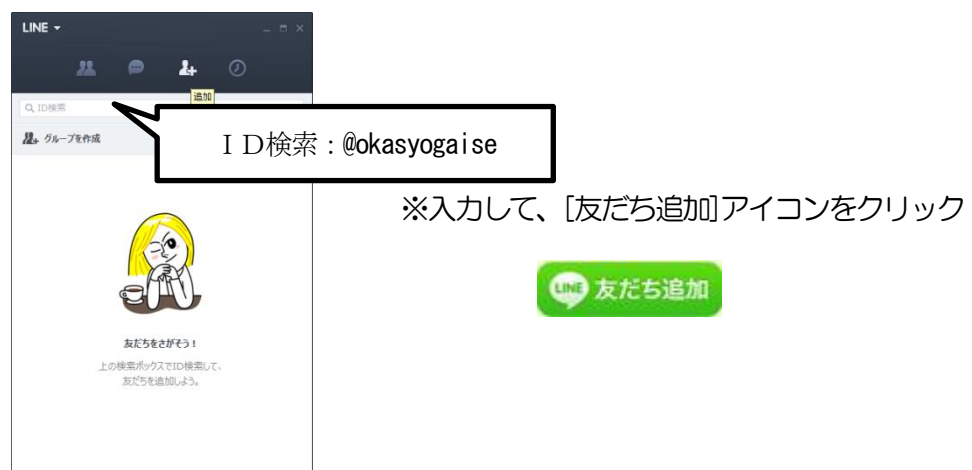 LINE
追加
ID検索
グループを作成
ＩＤ検索：@okasyogaise
※入力して、[友だち追加]アイコンをクリック
LINE 友だち追加
友だちをさがそう！
上の検索ボックスでID検索して、
友だちを追加しよう。